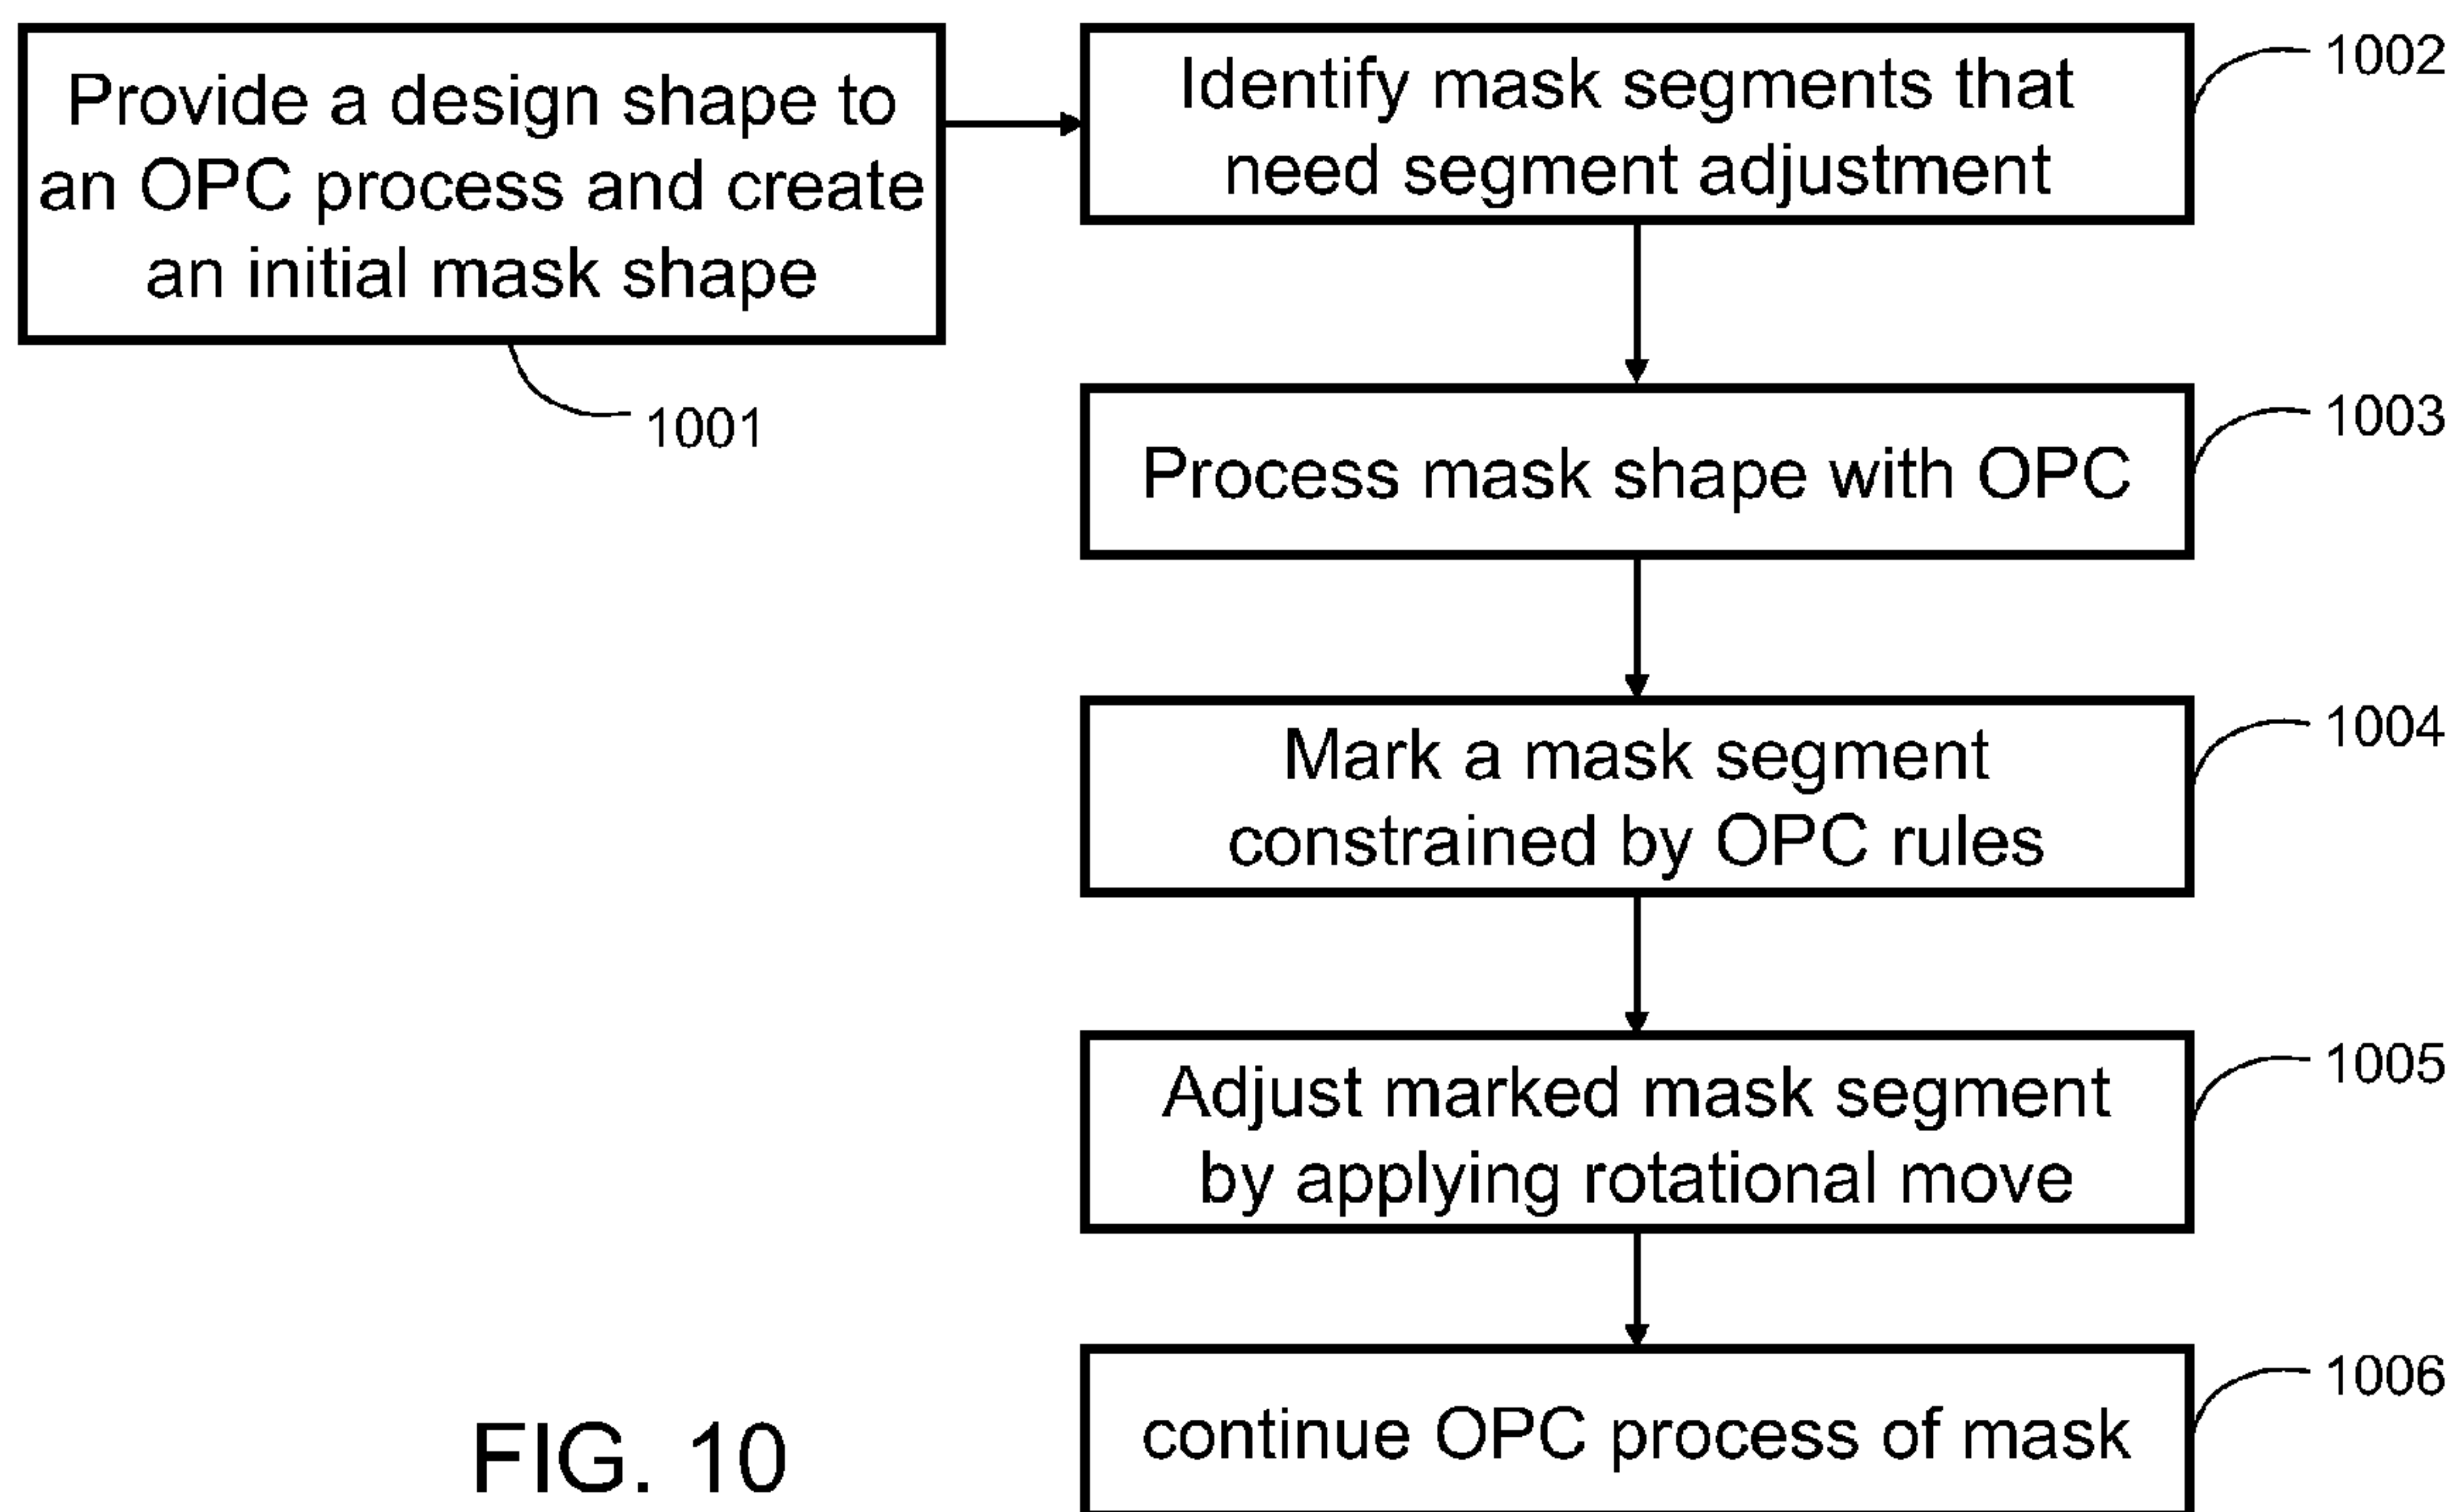 Provide a design shape to
an OPC process and create
an initial mask shape
1001
Identify mask segments that
need segment adjustment
1002
Process mask shape with OPC
1003
Mark a mask segment
constrained by OPC rules
1004
Adjust marked mask segment
by applying rotational move
1005
continue OPC process of mask
1006
FIG. 10